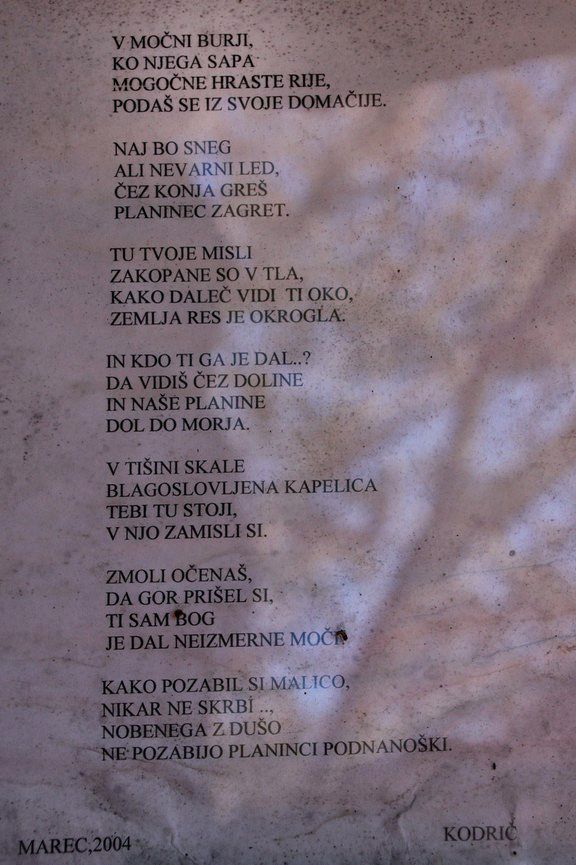 V MOČNI BURJI,
KO NJEGA SAPA
MOGOČNE HRASTE RIJE,
PODAŠ SE IZ SVOJE DOMAČIJE.
NAJ BO SNEG
ALI NEVARNI LED,
ČEZ KONJA GREŠ
PLANINEC ZAGRET.
TU TVOJE MISLI
ZAKOPANE SO V TLA,
KAKO DALEČ VIDI TI OKO,
ZEMLJA RES JE OKROGLA.
IN KDO TI GA JE DAL..?
DA VIDIŠ ČEZ DOLINE
IN NAŠE PLANINE
DOL DO MORJA.
V TIŠINI SKALE
BLAGOSLOVLJENA KAPELICA
TEBI TU STOJI,
V NJO ZAMISLI SI.
ZMOLI OČENAŠ,
DA GOR PRIŠEL SI,
TI SAM BOG
JE DAL NEIZMERNE MOČI.
KAKO POZABIL SI MALICO,
NIKAR NE SKRBI ..,
NOBENEGA Z DUŠO
NE POZABIJO PLANINCI PODNANOŠKI.
MAREC,2004
KODRIČ